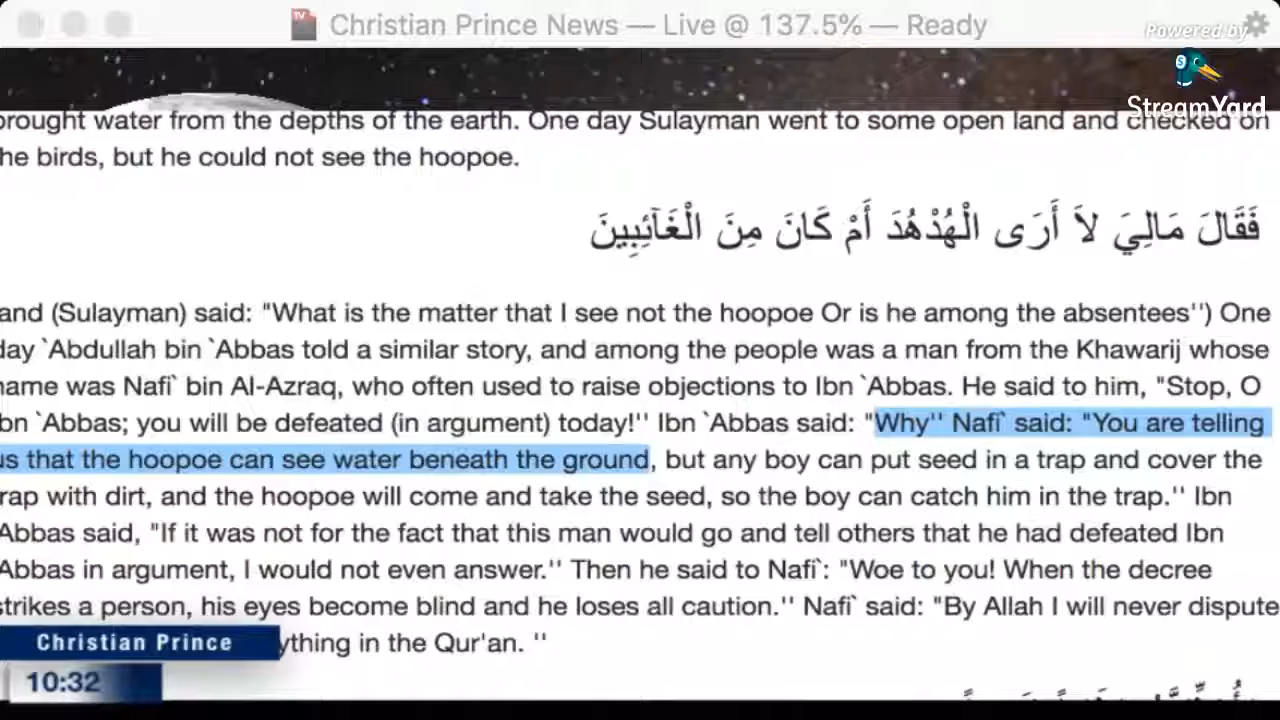 Christian Prince News — Live @ 137.5% — Ready
Powered by
StreamYard
brought water from the depths of the earth. One day Sulayman went to some open land and checked on
he birds, but he could not see the hoopoe.
فَقَالَ مَالِيَ لاَ أَرَى الْهُدْهُدَ أَمْ كَانَ مِنَ الْغَآئِبِينَ
and (Sulayman) said: "What is the matter that I see not the hoopoe Or is he among the absentees'') One
day `Abdullah bin `Abbas told a similar story, and among the people was a man from the Khawarij whose
name was Nafi` bin Al-Azraq, who often used to raise objections to Ibn `Abbas. He said to him, "Stop, O
bn `Abbas; you will be defeated (in argument) today!'' Ibn `Abbas said: "Why'' Nafi` said: "You are telling
us that the hoopoe can see water beneath the ground, but any boy can put seed in a trap and cover the
rap with dirt, and the hoopoe will come and take the seed, so the boy can catch him in the trap.'' Ibn
Abbas said, "If it was not for the fact that this man would go and tell others that he had defeated Ibn
Abbas in argument, I would not even answer.'' Then he said to Nafi`: "Woe to you! When the decree
strikes a person, his eyes become blind and he loses all caution.'' Nafi` said: "By Allah I will never dispute
ything in the Qur'an. ''
Christian Prince
10:32